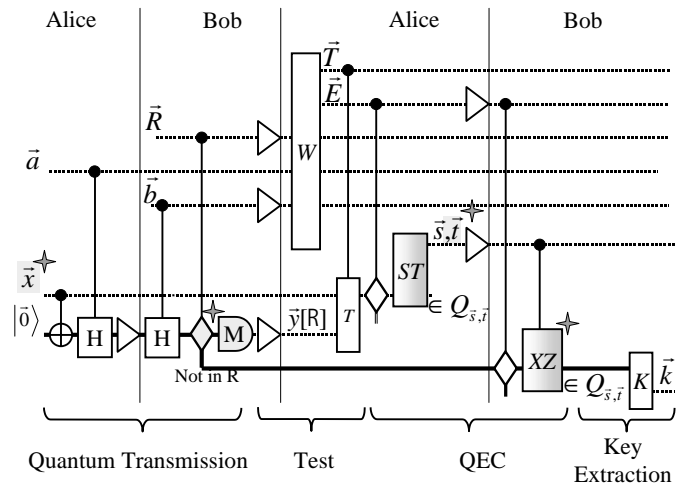 Alice Bob Alice Bob
T⃗
E⃗
R⃗
W
a⃗
b⃗
s⃗,t⃗
ST
x⃗
T
∈ Q_{s⃗,t⃗}
|0⃗⟩ H H M y⃗[R]
Not in R
XZ
∈ Q_{s⃗,t⃗}
K
k⃗
Quantum Transmission Test QEC Key
Extraction